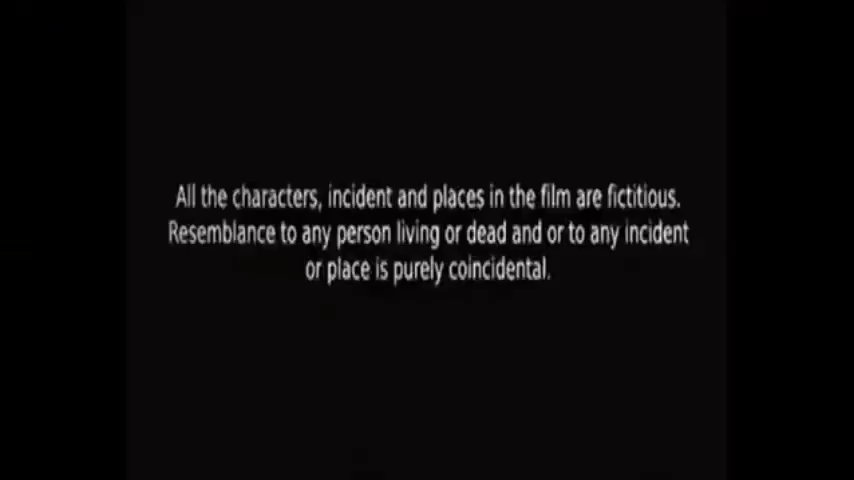 All the characters, incident and places in the film are fictitious.
Resemblance to any person living or dead and or to any incident
or place is purely coincidental.